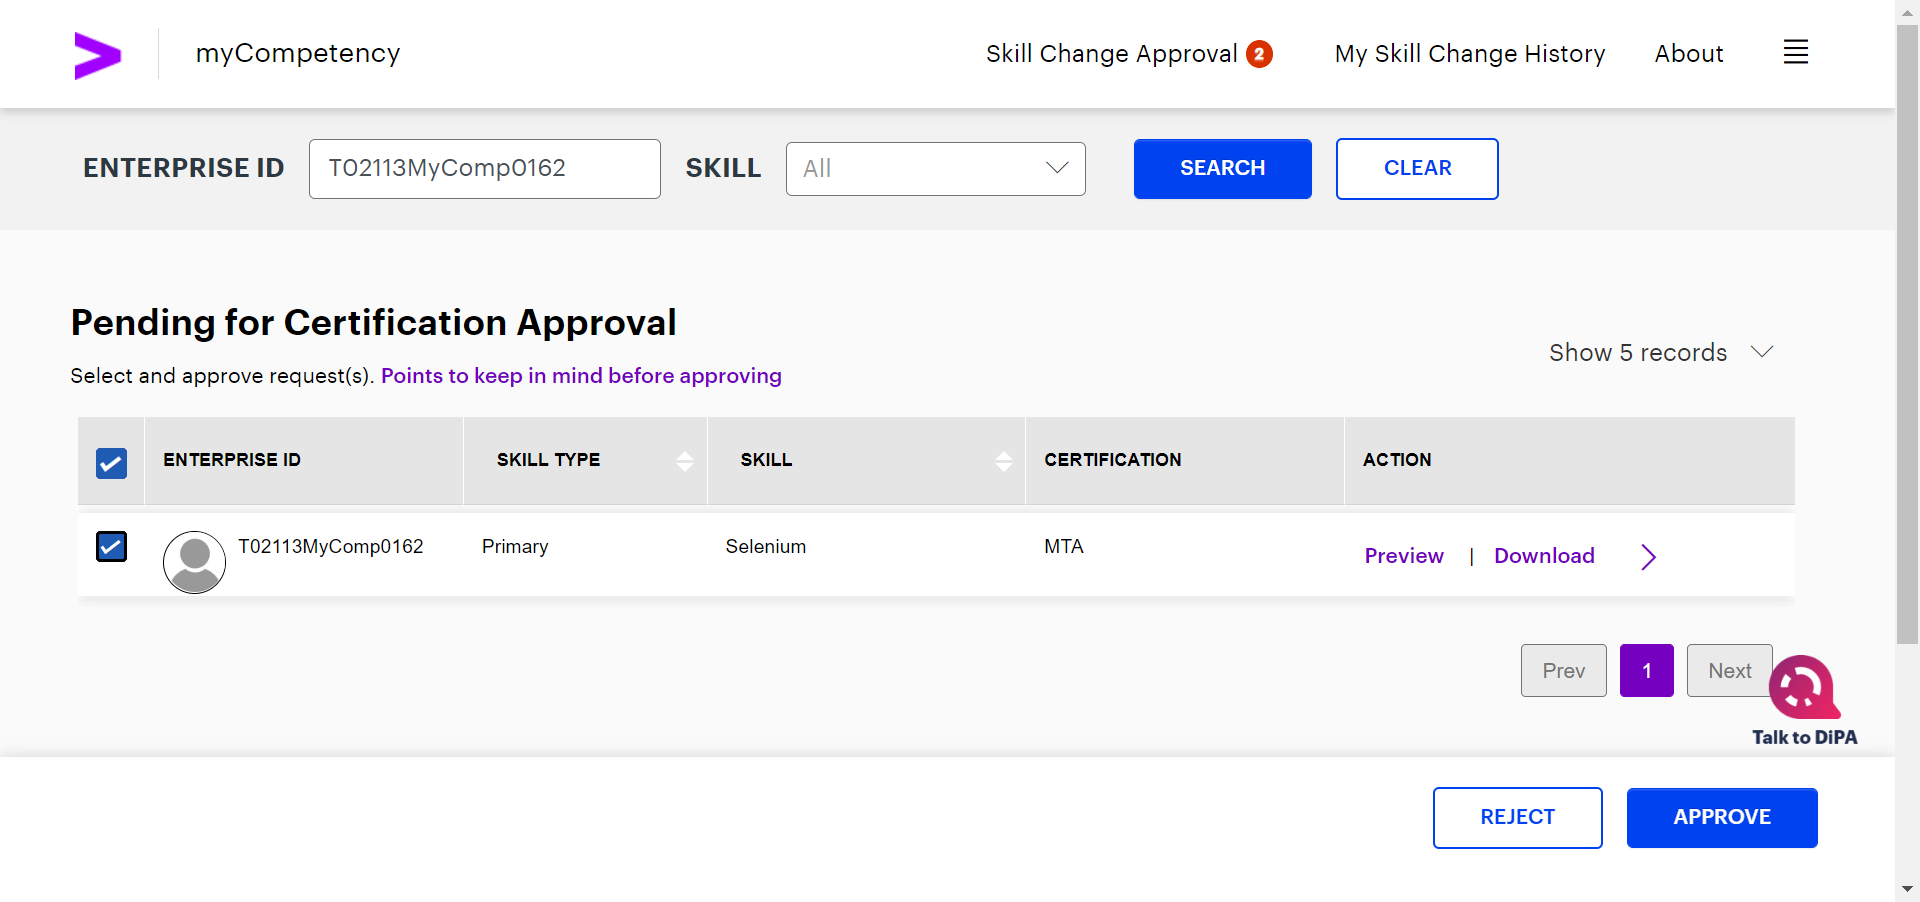 myCompetency
Skill Change Approval 2
My Skill Change History
About
ENTERPRISE ID
T02113MyComp0162
SKILL
All
SEARCH
CLEAR
Pending for Certification Approval
Select and approve request(s). Points to keep in mind before approving
Show 5 records
ENTERPRISE ID SKILL TYPE SKILL CERTIFICATION ACTION
T02113MyComp0162 Primary Selenium MTA Preview | Download
Prev 1 Next
Talk to DiPA
REJECT APPROVE